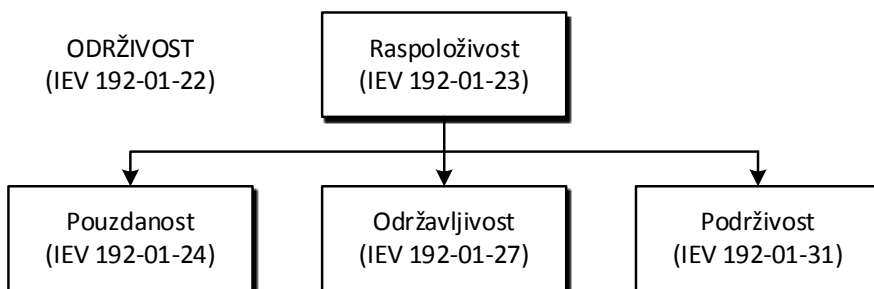 ODRŽIVOST
(IEV 192-01-22)
Raspoloživost
(IEV 192-01-23)
Pouzdanost
(IEV 192-01-24)
Održavljivost
(IEV 192-01-27)
Podrživost
(IEV 192-01-31)